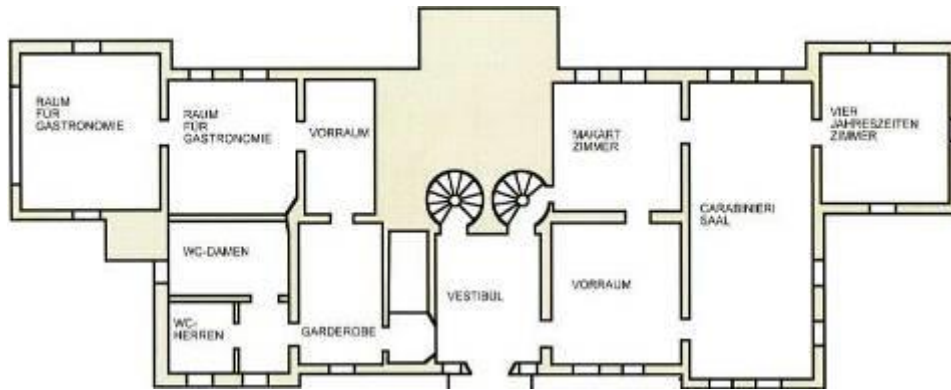 RAUM
FÜR
GASTRONOMIE
RAUM
FÜR
GASTRONOMIE
VORRAUM
MAKART
ZIMMER
VIER
JAHRESZEITEN
ZIMMER
CARABINIERI
SAAL
WC-DAMEN
VESTIBÜL
VORRAUM
WC-
HERREN
GARDEROBE